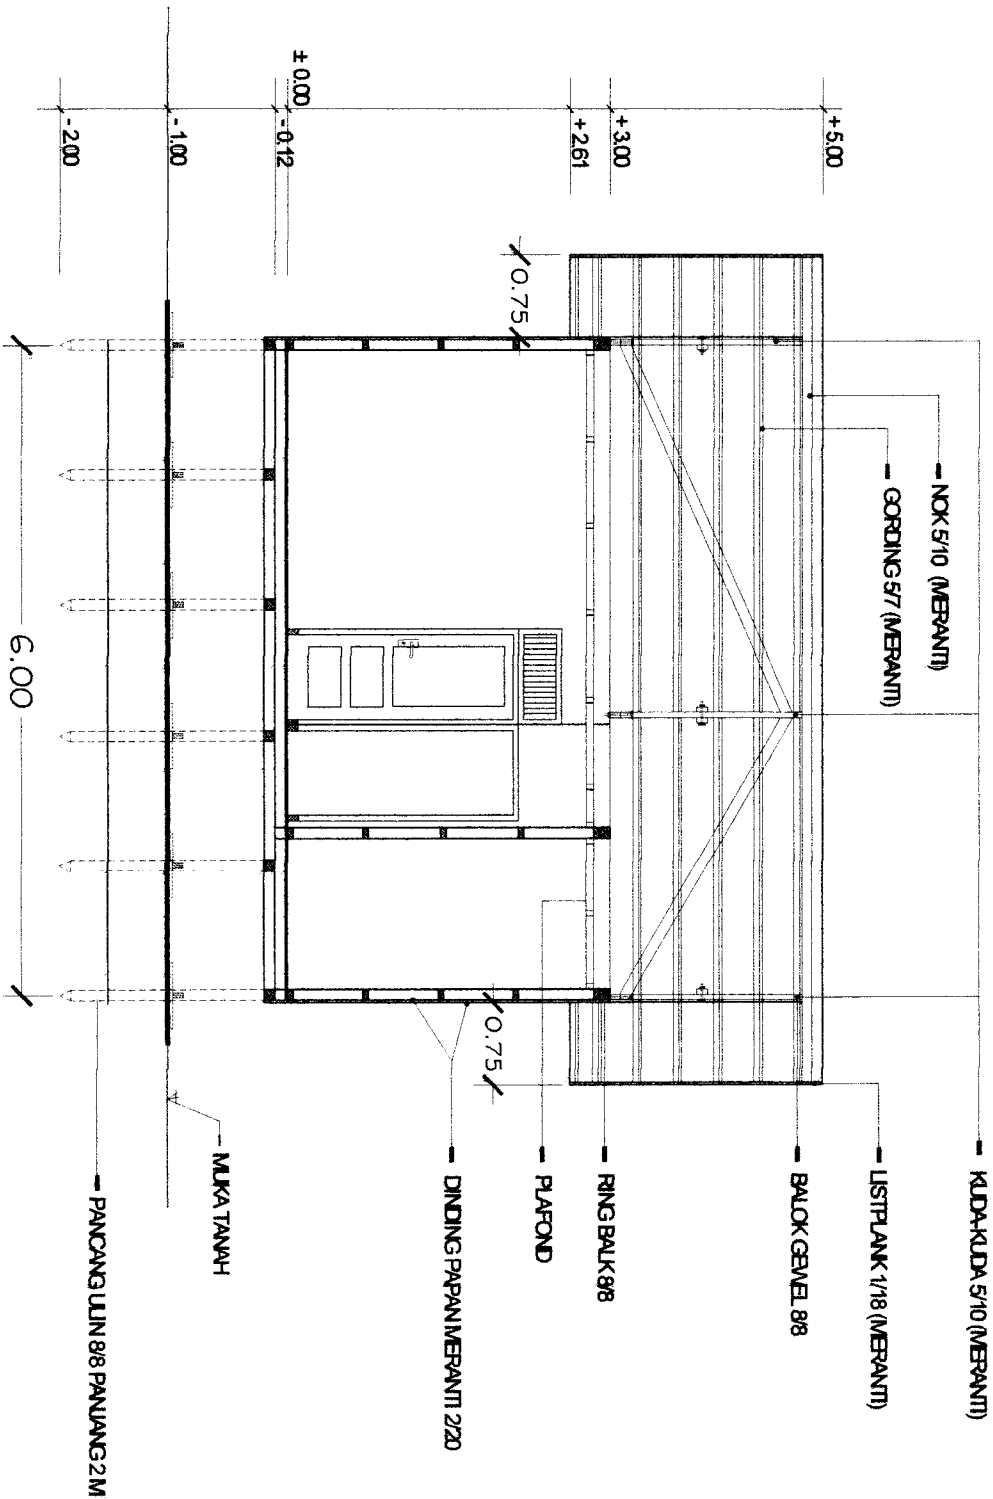 KUDA-KUDA 5/10 (MERANTI)
NOK 5/10 (MERANTI)
LISTPLANK 1/18 (MERANTI)
GORDING 5/7 (MERANTI)
BALOK GEWEL 8/8
+ 5.00
+ 3.00
+ 2.61
± 0.00
- 0.12
- 1.00
- 2.00
RING BALK 8/8
PLAFOND
0.75
0.75
DINDING PAPAN MERANTI 2/20
MUKA TANAH
PANCANG ULIN 8/8 PANJANG 2 M
6.00